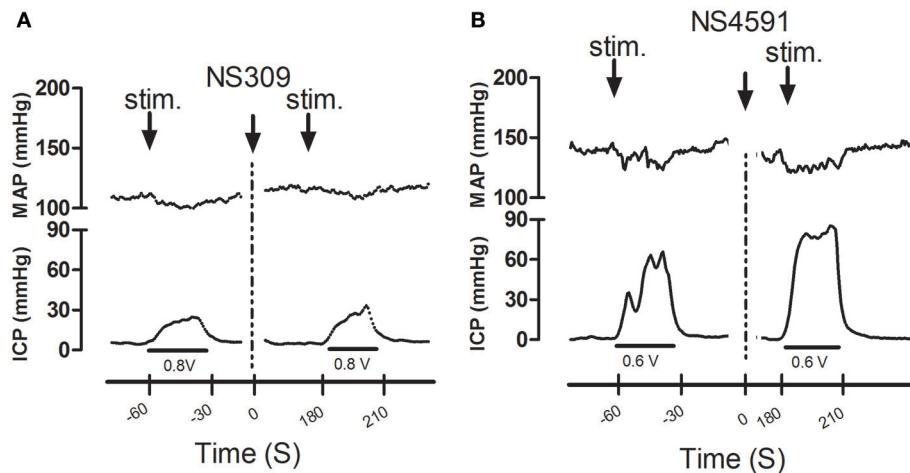 A
NS309
stim.
stim.
MAP (mmHg)
200
150
100
ICP (mmHg)
90
60
30
0
0.8V
0.8 V
-60
-30
0
180
210
Time (S)
B
NS4591
stim.
stim.
MAP (mmHg)
200
150
100
ICP (mmHg)
90
60
30
0
0.6 V
0.6 V
-60
-30
0
180
210
Time (S)